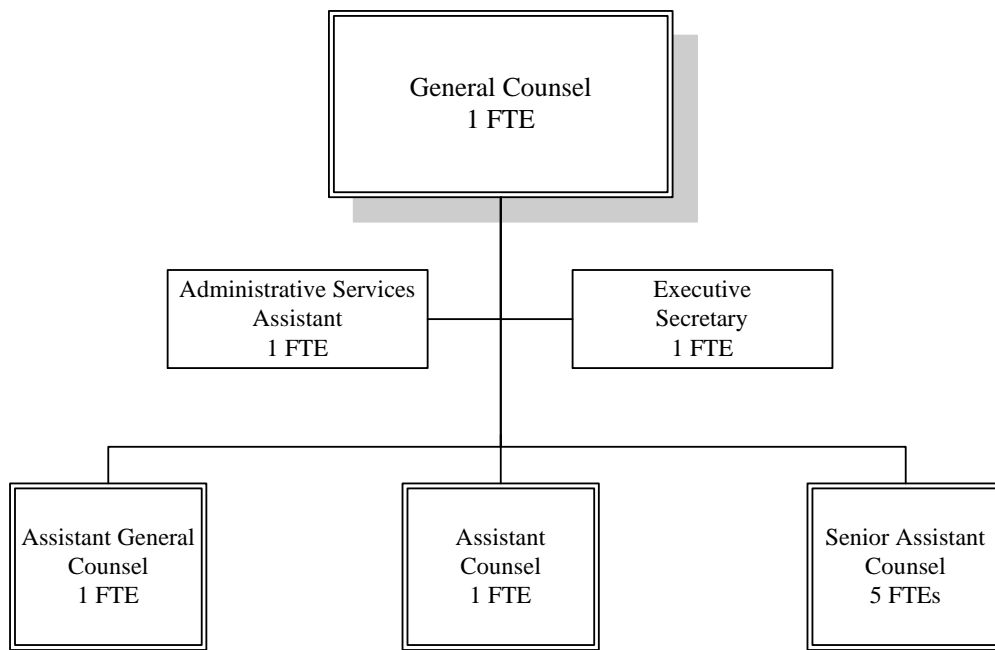 General Counsel
1 FTE
Administrative Services
Assistant
1 FTE
Executive
Secretary
1 FTE
Assistant General
Counsel
1 FTE
Assistant
Counsel
1 FTE
Senior Assistant
Counsel
5 FTEs